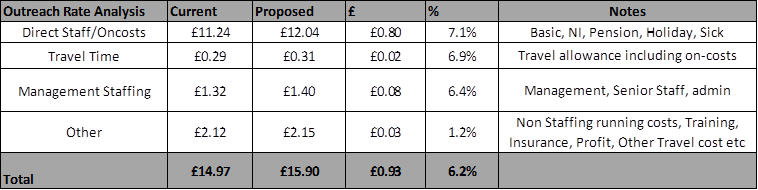 Outreach Rate Analysis Current Proposed £ % Notes
Direct Staff/Oncosts £11.24 £12.04 £0.80 7.1% Basic, NI, Pension, Holiday, Sick
Travel Time £0.29 £0.31 £0.02 6.9% Travel allowance including on-costs
Management Staffing £1.32 £1.40 £0.08 6.4% Management, Senior Staff, admin
Other £2.12 £2.15 £0.03 1.2% Non Staffing running costs, Training,
Insurance, Profit, Other Travel cost etc
Total £14.97 £15.90 £0.93 6.2%